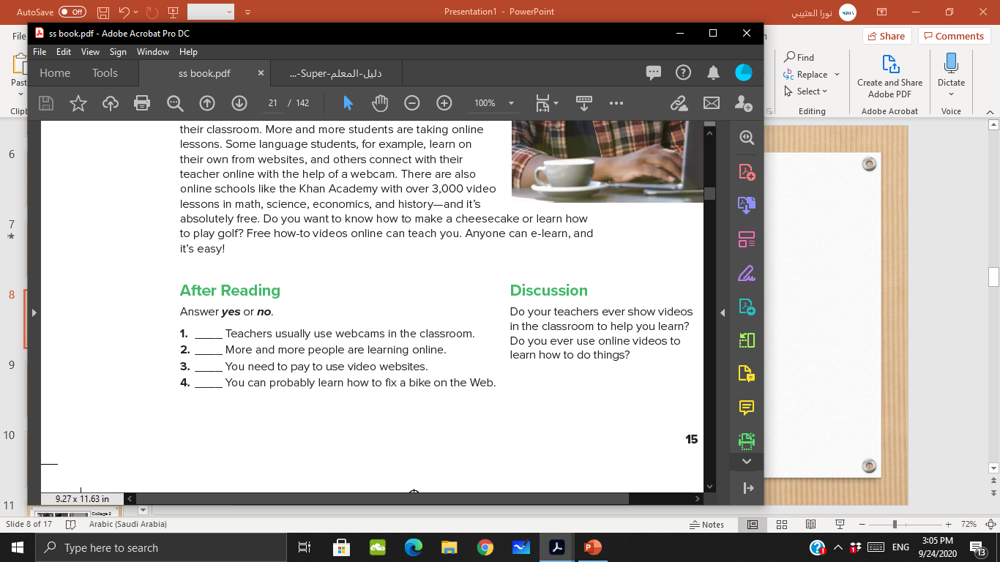 AutoSave Off
Presentation1 - PowerPoint
نورا العتيبي
File
Share
Comments
Find
Replace
Select
Editing
Create and Share
Adobe PDF
Adobe Acrobat
Dictate
Voice
ss book.pdf - Adobe Acrobat Pro DC
File Edit View Sign Window Help
Home Tools ss book.pdf دليل-المعلم-Super-...
21 / 142 100%
their classroom. More and more students are taking online
lessons. Some language students, for example, learn on
their own from websites, and others connect with their
teacher online with the help of a webcam. There are also
online schools like the Khan Academy with over 3,000 video
lessons in math, science, economics, and history—and it's
absolutely free. Do you want to know how to make a cheesecake or learn how
to play golf? Free how-to videos online can teach you. Anyone can e-learn, and
it's easy!
After Reading
Answer yes or no.
1. ____ Teachers usually use webcams in the classroom.
2. ____ More and more people are learning online.
3. ____ You need to pay to use video websites.
4. ____ You can probably learn how to fix a bike on the Web.
Discussion
Do your teachers ever show videos
in the classroom to help you learn?
Do you ever use online videos to
learn how to do things?
15
9.27 x 11.63 in
6
7
8
9
10
11
Collage 2
Slide 8 of 17 Arabic (Saudi Arabia)
Notes
72%
Type here to search
ENG
3:05 PM
9/24/2020
13